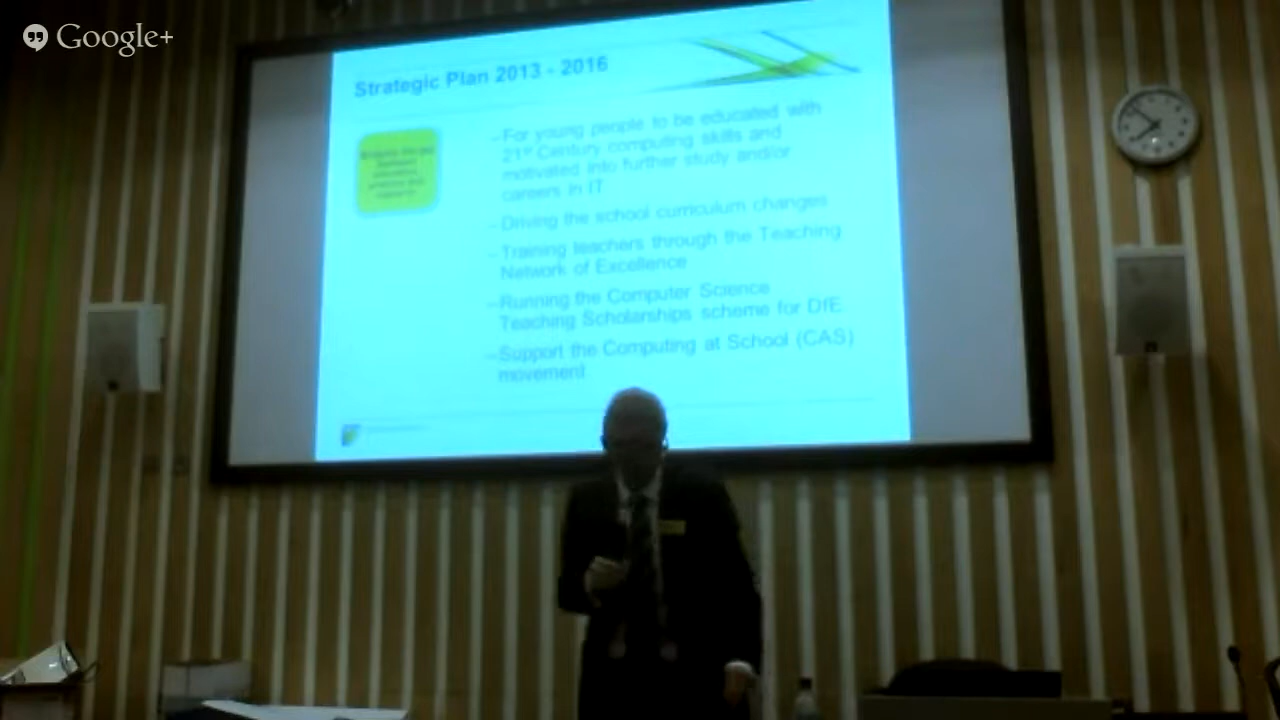 Google+
Strategic Plan 2013 - 2016
–For young people to be educated with
21st Century computing skills and
motivated into further study and/or
careers in IT
–Driving the school curriculum changes
–Training teachers through the Teaching
Network of Excellence
–Running the Computer Science
Teaching Scholarships scheme for DfE
–Support the Computing at School (CAS)
movement